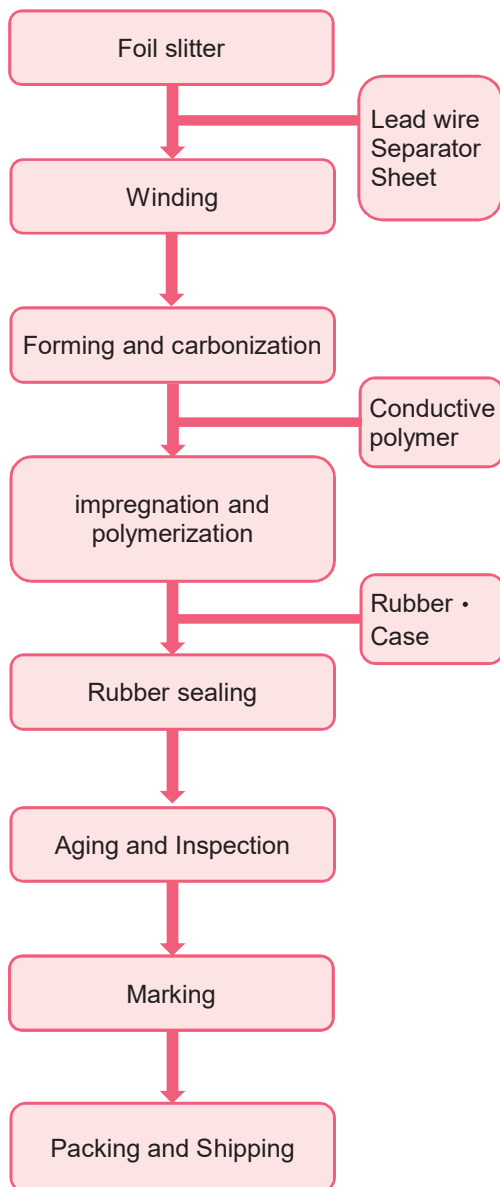 Foil slitter
Lead wire
Separator
Sheet
Winding
Forming and carbonization
Conductive
polymer
impregnation and
polymerization
Rubber・
Case
Rubber sealing
Aging and Inspection
Marking
Packing and Shipping